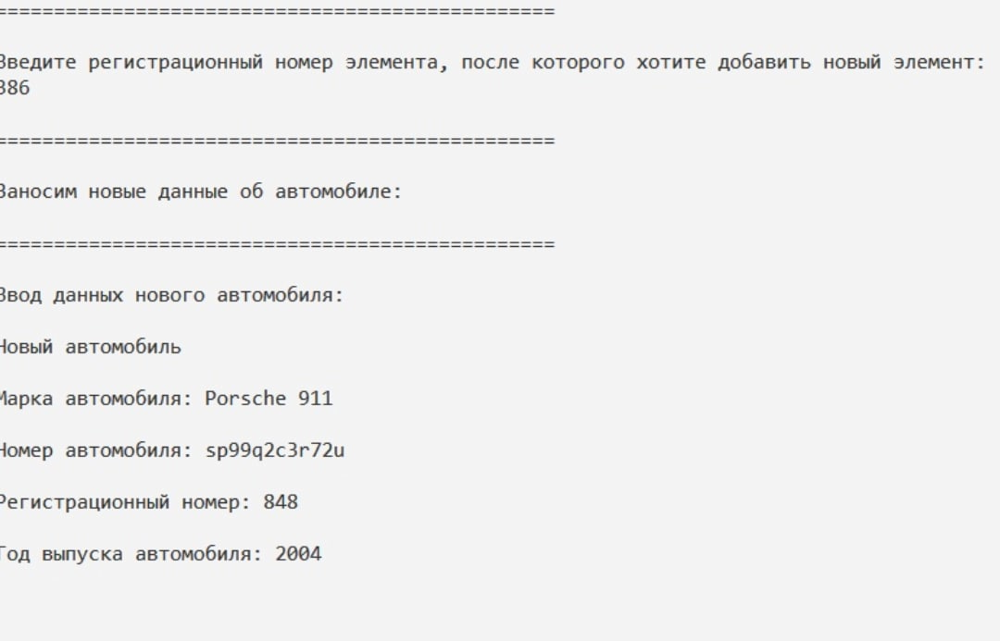 ===============================================
Введите регистрационный номер элемента, после которого хотите добавить новый элемент:
386
===============================================
Заносим новые данные об автомобиле:
===============================================
Ввод данных нового автомобиля:
Новый автомобиль
Марка автомобиля: Porsche 911
Номер автомобиля: sp99q2c3r72u
Регистрационный номер: 848
Год выпуска автомобиля: 2004